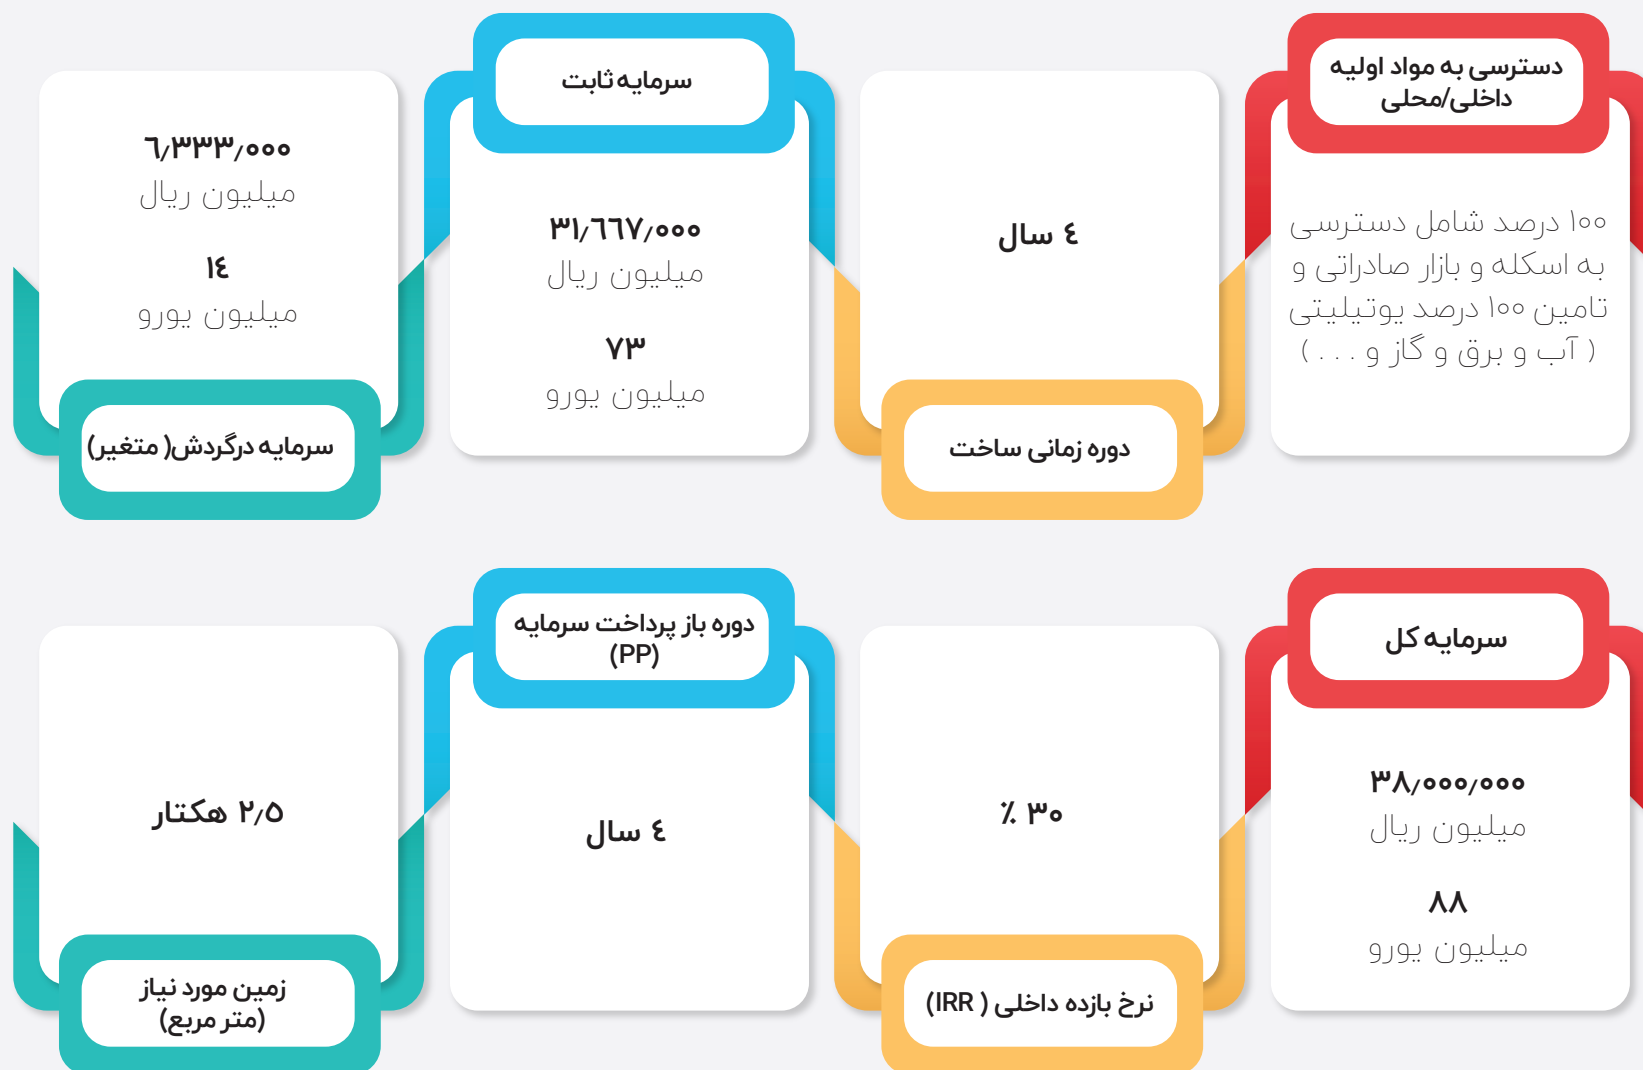 دسترسی به مواد اولیه
داخلی/محلی
۱۰۰ درصد شامل دسترسی
به اسکله و بازار صادراتی و
تامین ۱۰۰ درصد یوتیلیتی
( آب و برق و گاز و . . . )
٤ سال
دوره زمانی ساخت
سرمایه ثابت
۳۱٫٦٦۷٫۰۰۰
میلیون ریال
۷۳
میلیون یورو
٦٫۳۳۳٫۰۰۰
میلیون ریال
۱٤
میلیون یورو
سرمایه درگردش( متغیر)
سرمایه کل
۳۸٫۰۰۰٫۰۰۰
میلیون ریال
۸۸
میلیون یورو
۳۰ ٪
نرخ بازده داخلی ( IRR)
دوره باز پرداخت سرمایه
(PP)
٤ سال
۲٫۵ هکتار
زمین مورد نیاز
(متر مربع)